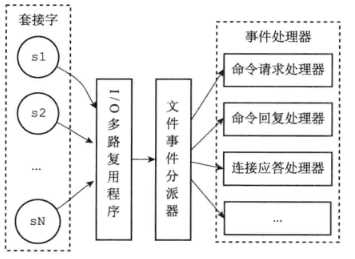 套接字
s1
s2
...
sN
I/O多路复用程序
文件事件分派器
事件处理器
命令请求处理器
命令回复处理器
连接应答处理器
...